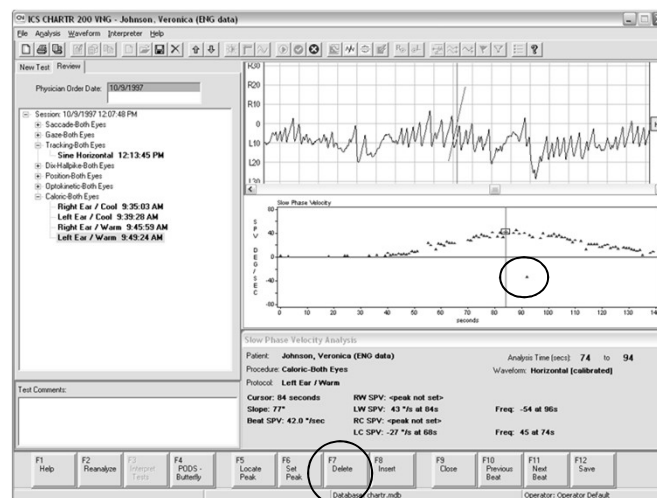 ICS CHARTR 200 VNG - Johnson, Veronica (ENG data)
File Analysis Waveform Interpreter Help
New Test Review
Physician Order Date: 10/9/1997
Session: 10/9/1997 12:07:48 PM
Saccade-Both Eyes
Gaze-Both Eyes
Tracking-Both Eyes
Sine Horizontal 12:13:45 PM
Dix-Hallpike-Both Eyes
Position-Both Eyes
Optokinetic-Both Eyes
Caloric-Both Eyes
Right Ear / Cool 9:35:03 AM
Left Ear / Cool 9:39:28 AM
Right Ear / Warm 9:45:59 AM
Left Ear / Warm 9:49:24 AM
Test Comments:
R30
R20
R10
0
L10
L20
L30
Slow Phase Velocity
SPV DEG/SEC
80
40
0
-40
-80
0 10 20 30 40 50 60 70 80 90 100 110 120 130 14
seconds
Slow Phase Velocity Analysis
Patient: Johnson, Veronica (ENG data) Analysis Time (secs): 74 to 94
Procedure: Caloric-Both Eyes Waveform: Horizontal (calibrated)
Protocol: Left Ear / Warm
Cursor: 84 seconds RW SPV: <peak not set>
Slope: 77° LW SPV: 43 °/s at 84s Freq: -54 at 86s
Beat SPV: 42.0 °/sec RC SPV: <peak not set>
LC SPV: -27 °/s at 68s Freq: 45 at 74s
F1 Help
F2 Reanalyze
F3 Interpret Tests
F4 PODS - Butterfly
F5 Locate Peak
F6 Set Peak
F7 Delete
F8 Insert
F9 Close
F10 Previous Beat
F11 Next Beat
F12 Save
Database: chartr.mdb Operator: Operator Default